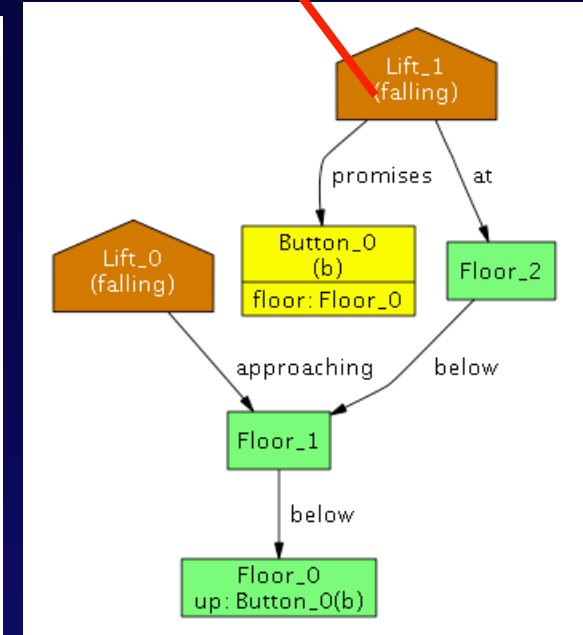 Lift_1
(falling)
promises
at
Button_0
(b)
floor: Floor_0
Floor_2
Lift_0
(falling)
approaching
below
Floor_1
below
Floor_0
up: Button_0(b)